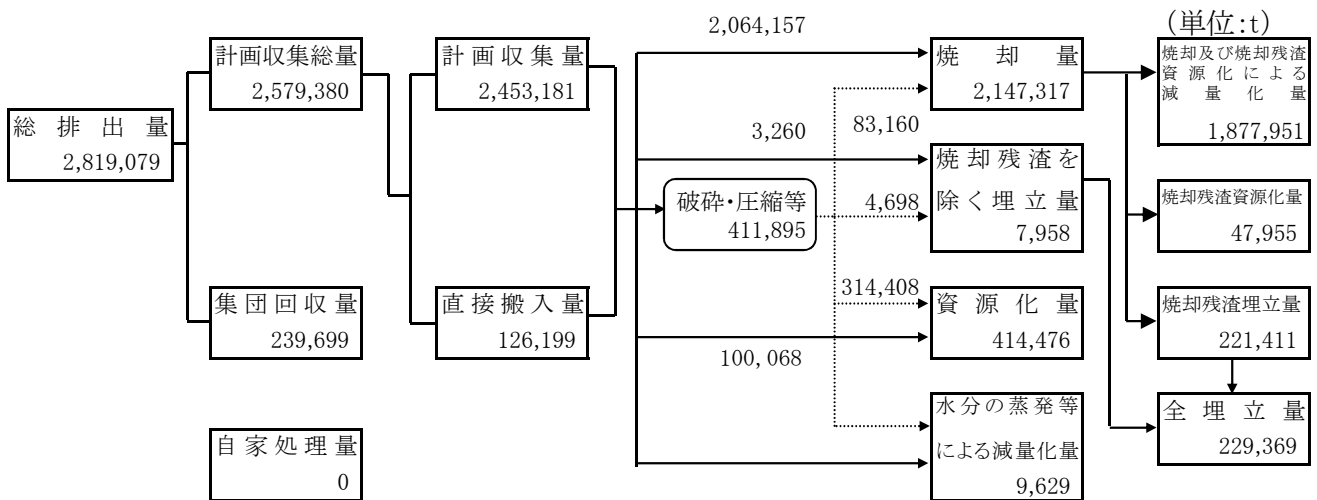 (単位:t)
総排出量
2,819,079
計画収集総量
2,579,380
集団回収量
239,699
自家処理量
0
計画収集量
2,453,181
直接搬入量
126,199
2,064,157
3,260
破砕・圧縮等
411,895
83,160
4,698
314,408
100,068
焼却量
2,147,317
焼却残渣を
除く埋立量
7,958
資源化量
414,476
水分の蒸発等
による減量化量
9,629
焼却及び焼却残渣
資源化による
減量化量
1,877,951
焼却残渣資源化量
47,955
焼却残渣埋立量
221,411
全埋立量
229,369